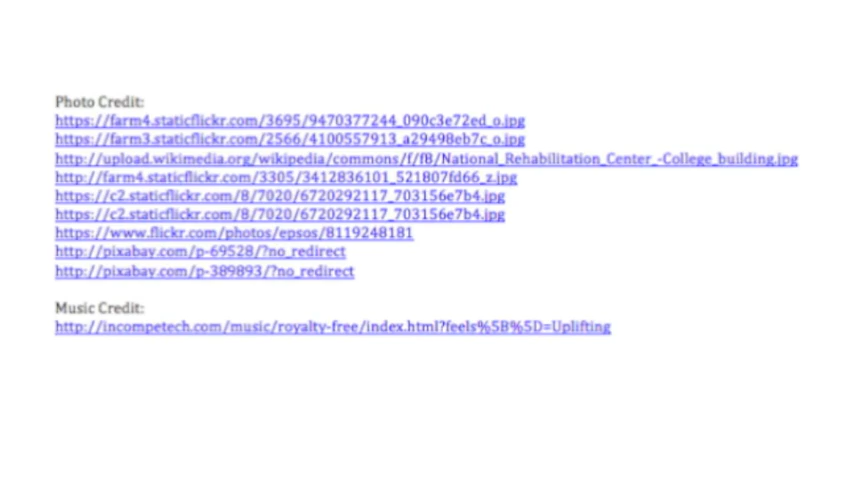 Photo Credit:
https://farm4.staticflickr.com/3695/9470377244_090c3e72ed_o.jpg
https://farm3.staticflickr.com/2566/4100557913_a29498eb7c_o.jpg
http://upload.wikimedia.org/wikipedia/commons/f/f8/National_Rehabilitation_Center_-College_building.jpg
http://farm4.staticflickr.com/3305/3412836101_521807fd66_z.jpg
https://c2.staticflickr.com/8/7020/6720292117_703156e7b4.jpg
https://c2.staticflickr.com/8/7020/6720292117_703156e7b4.jpg
https://www.flickr.com/photos/epsos/8119248181
http://pixabay.com/p-69528/?no_redirect
http://pixabay.com/p-389893/?no_redirect
Music Credit:
http://incompetech.com/music/royalty-free/index.html?feels%5B%5D=Uplifting